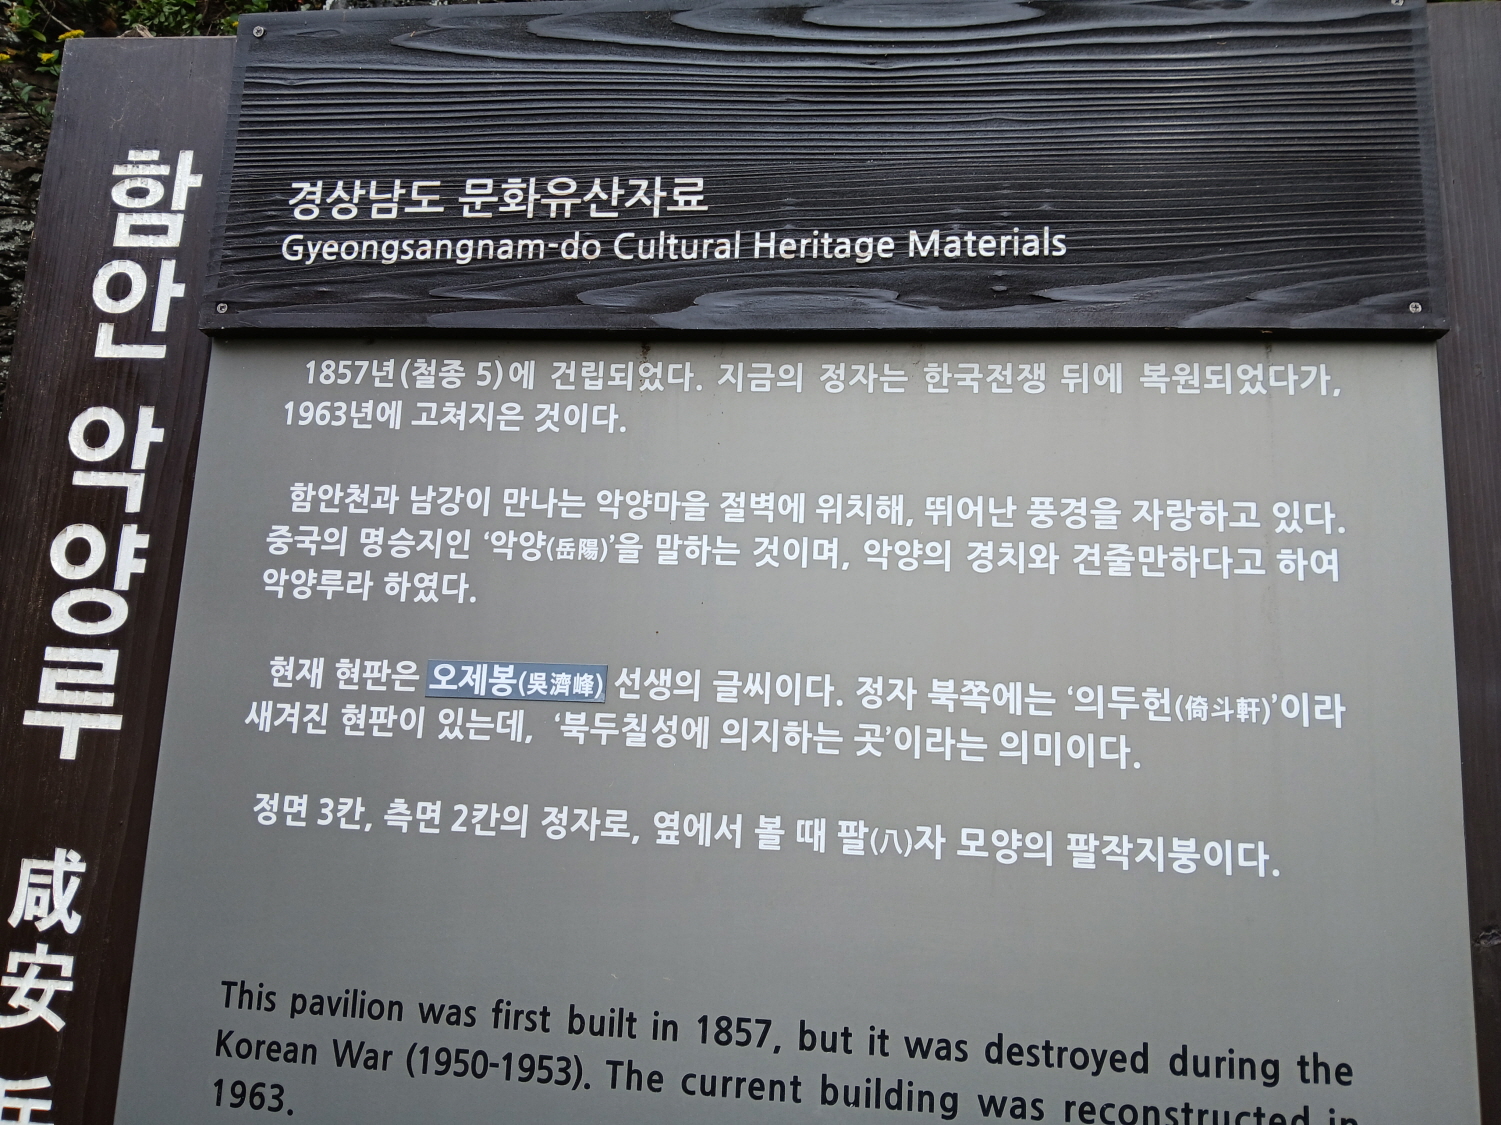 함안 악양루
咸安
경상남도 문화유산자료
Gyeongsangnam-do Cultural Heritage Materials
1857년(철종 5)에 건립되었다. 지금의 정자는 한국전쟁 뒤에 복원되었다가,
1963년에 고쳐지은 것이다.
함안천과 남강이 만나는 악양마을 절벽에 위치해, 뛰어난 풍경을 자랑하고 있다.
중국의 명승지인 ‘악양(岳陽)’을 말하는 것이며, 악양의 경치와 견줄만하다고 하여
악양루라 하였다.
현재 현판은 오제봉(吳濟峰) 선생의 글씨이다. 정자 북쪽에는 ‘의두헌(倚斗軒)’이라
새겨진 현판이 있는데, ‘북두칠성에 의지하는 곳’이라는 의미이다.
정면 3칸, 측면 2칸의 정자로, 옆에서 볼 때 팔(八)자 모양의 팔작지붕이다.
This pavilion was first built in 1857, but it was destroyed during the
Korean War (1950-1953). The current building was reconstructed in
1963.